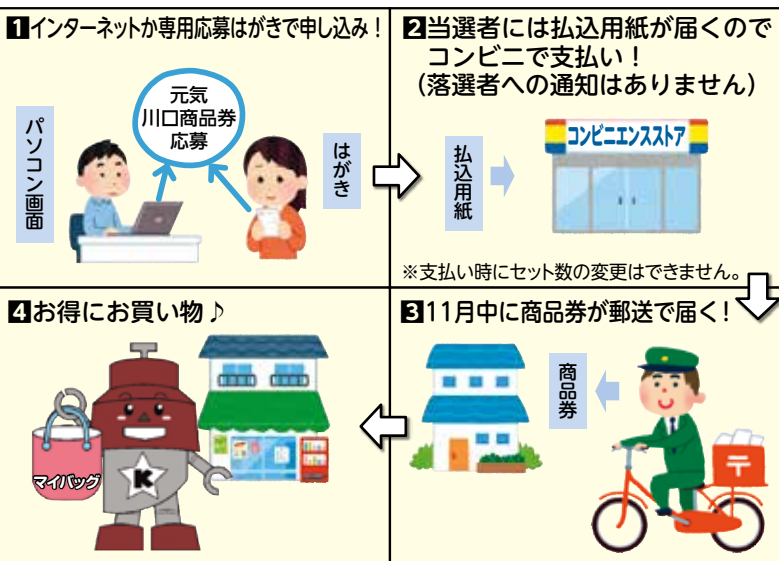 1インターネットか専用応募はがきで申し込み!
元気
川口商品券
応募
パソコン画面
はがき
2当選者には払込用紙が届くので
コンビニで支払い!
(落選者への通知はありません)
払込用紙
コンビニエンスストア
※支払い時にセット数の変更はできません。
311月中に商品券が郵送で届く!
商品券
〒
4お得にお買い物♪
マイバッグ
K